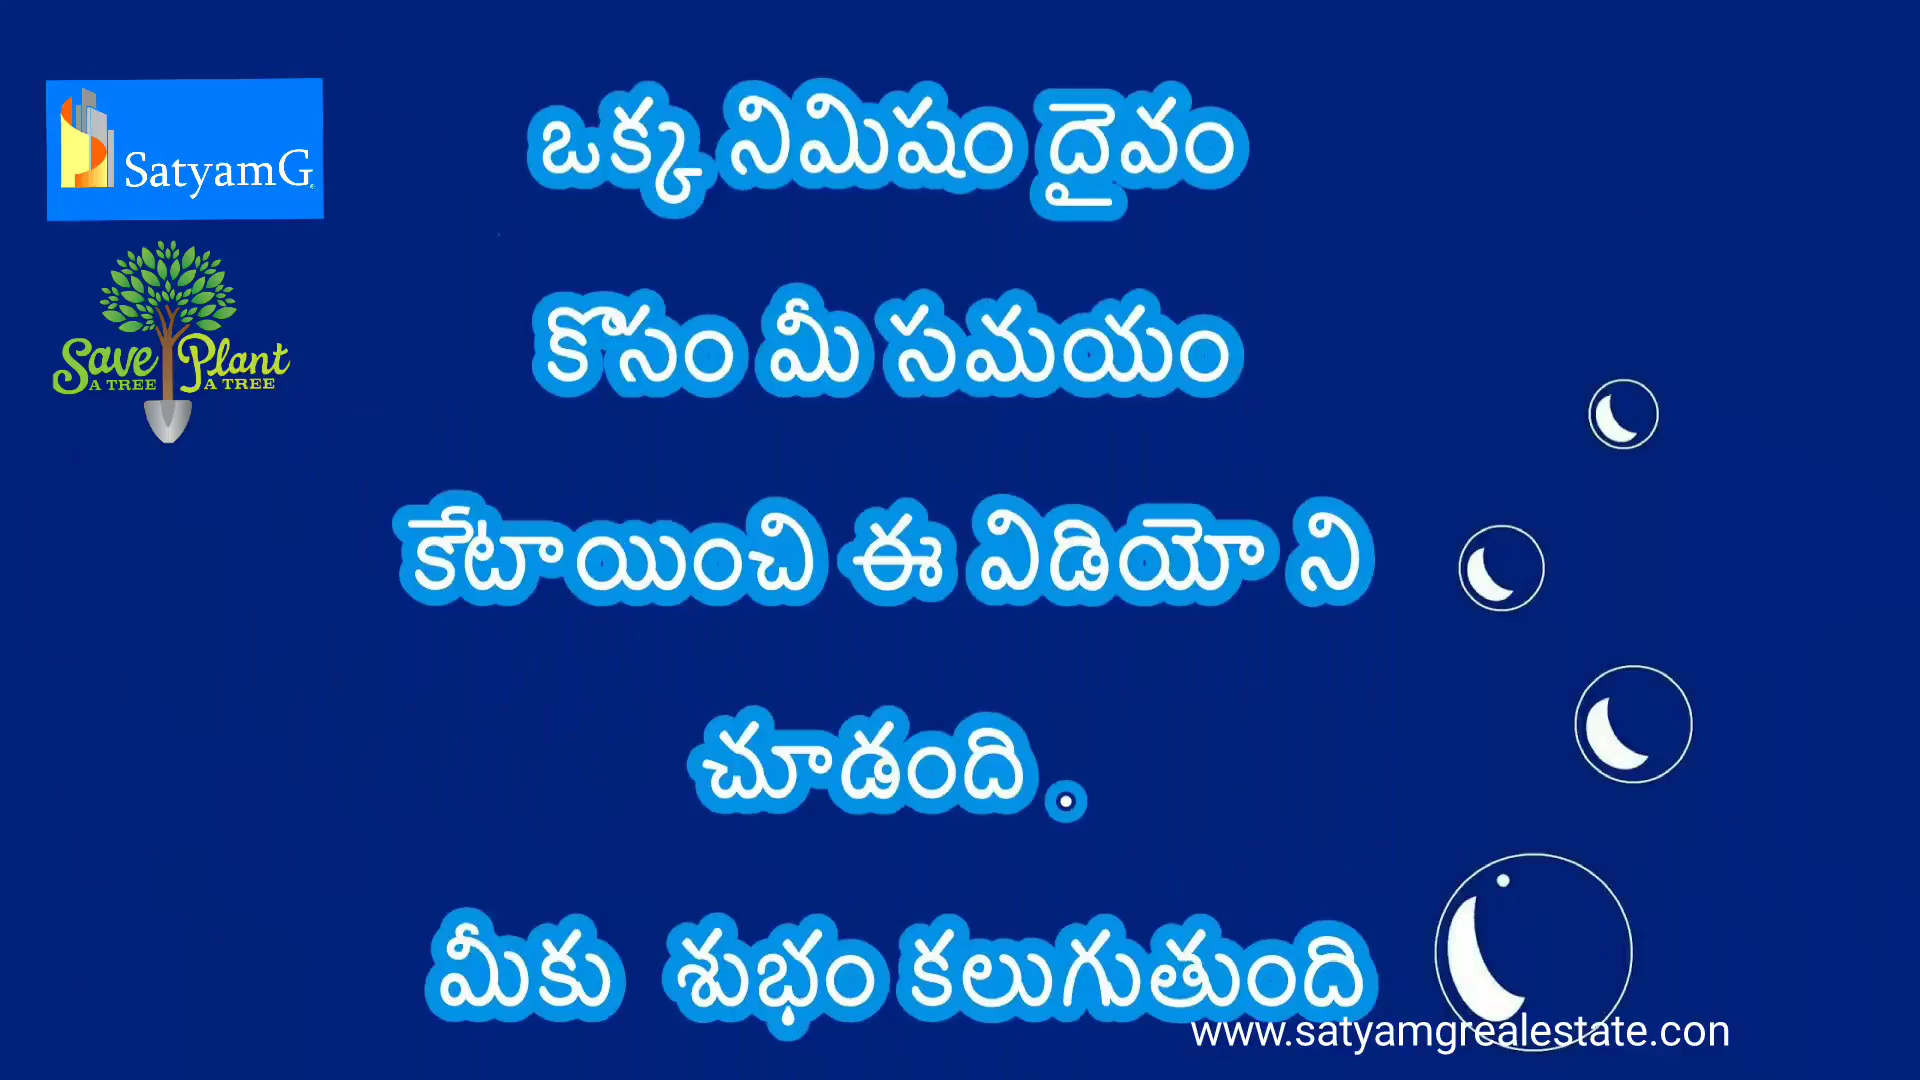 SatyamG
Save Plant
A TREE A TREE
ఒక్క నిమిషం దైవం
కొసం మీ సమయం
కేటాయించి ఈ విడియో ని
చూడండి.
మీకు శుభం కలుగుతుంది
www.satyamgrealestate.con